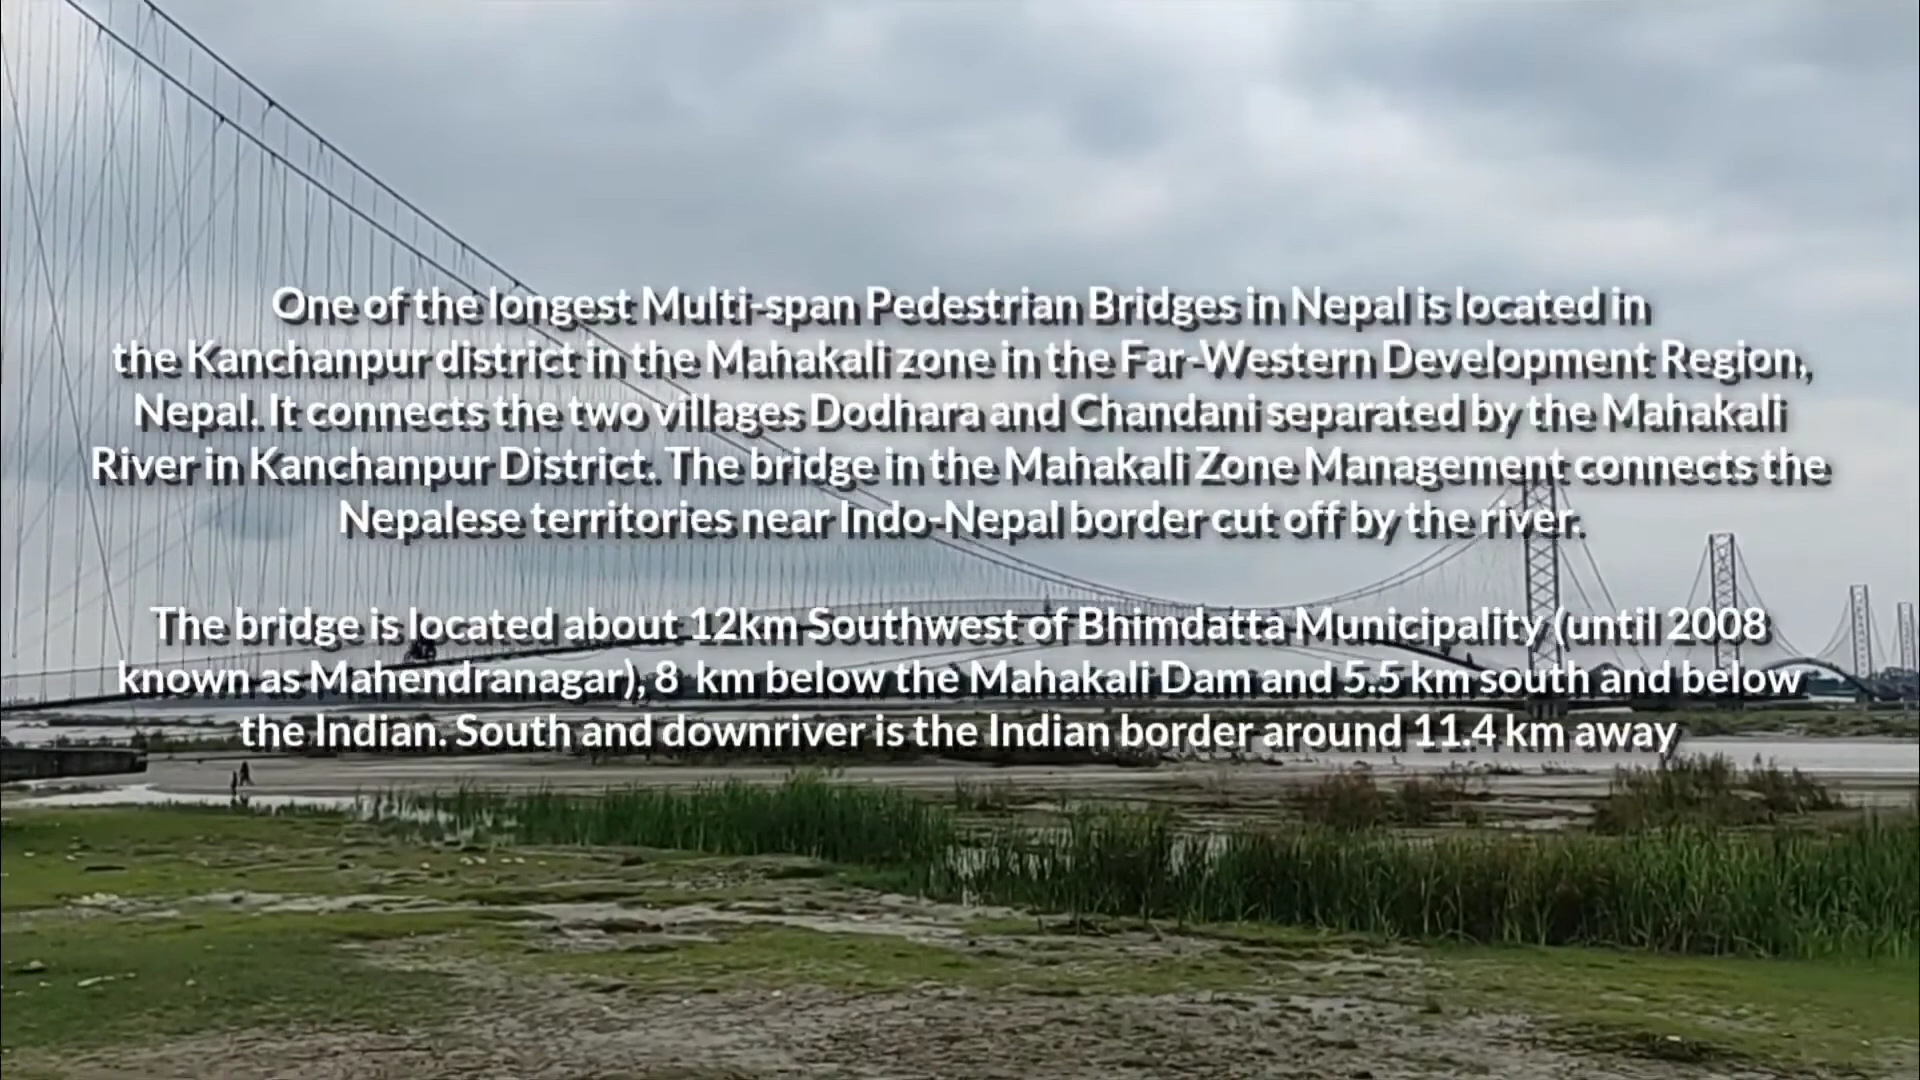 One of the longest Multi-span Pedestrian Bridges in Nepal is located in
the Kanchanpur district in the Mahakali zone in the Far-Western Development Region,
Nepal. It connects the two villages Dodhara and Chandani separated by the Mahakali
River in Kanchanpur District. The bridge in the Mahakali Zone Management connects the
Nepalese territories near Indo-Nepal border cut off by the river.
The bridge is located about 12km Southwest of Bhimdatta Municipality (until 2008
known as Mahendranagar), 8 km below the Mahakali Dam and 5.5 km south and below
the Indian. South and downriver is the Indian border around 11.4 km away